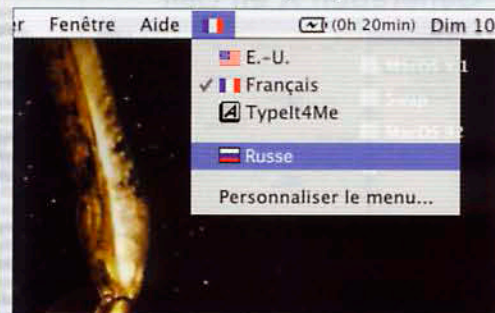 r Fenêtre Aide (0h 20min) Dim 10
E.-U.
Français
TypeIt4Me
Russe
Personnaliser le menu...